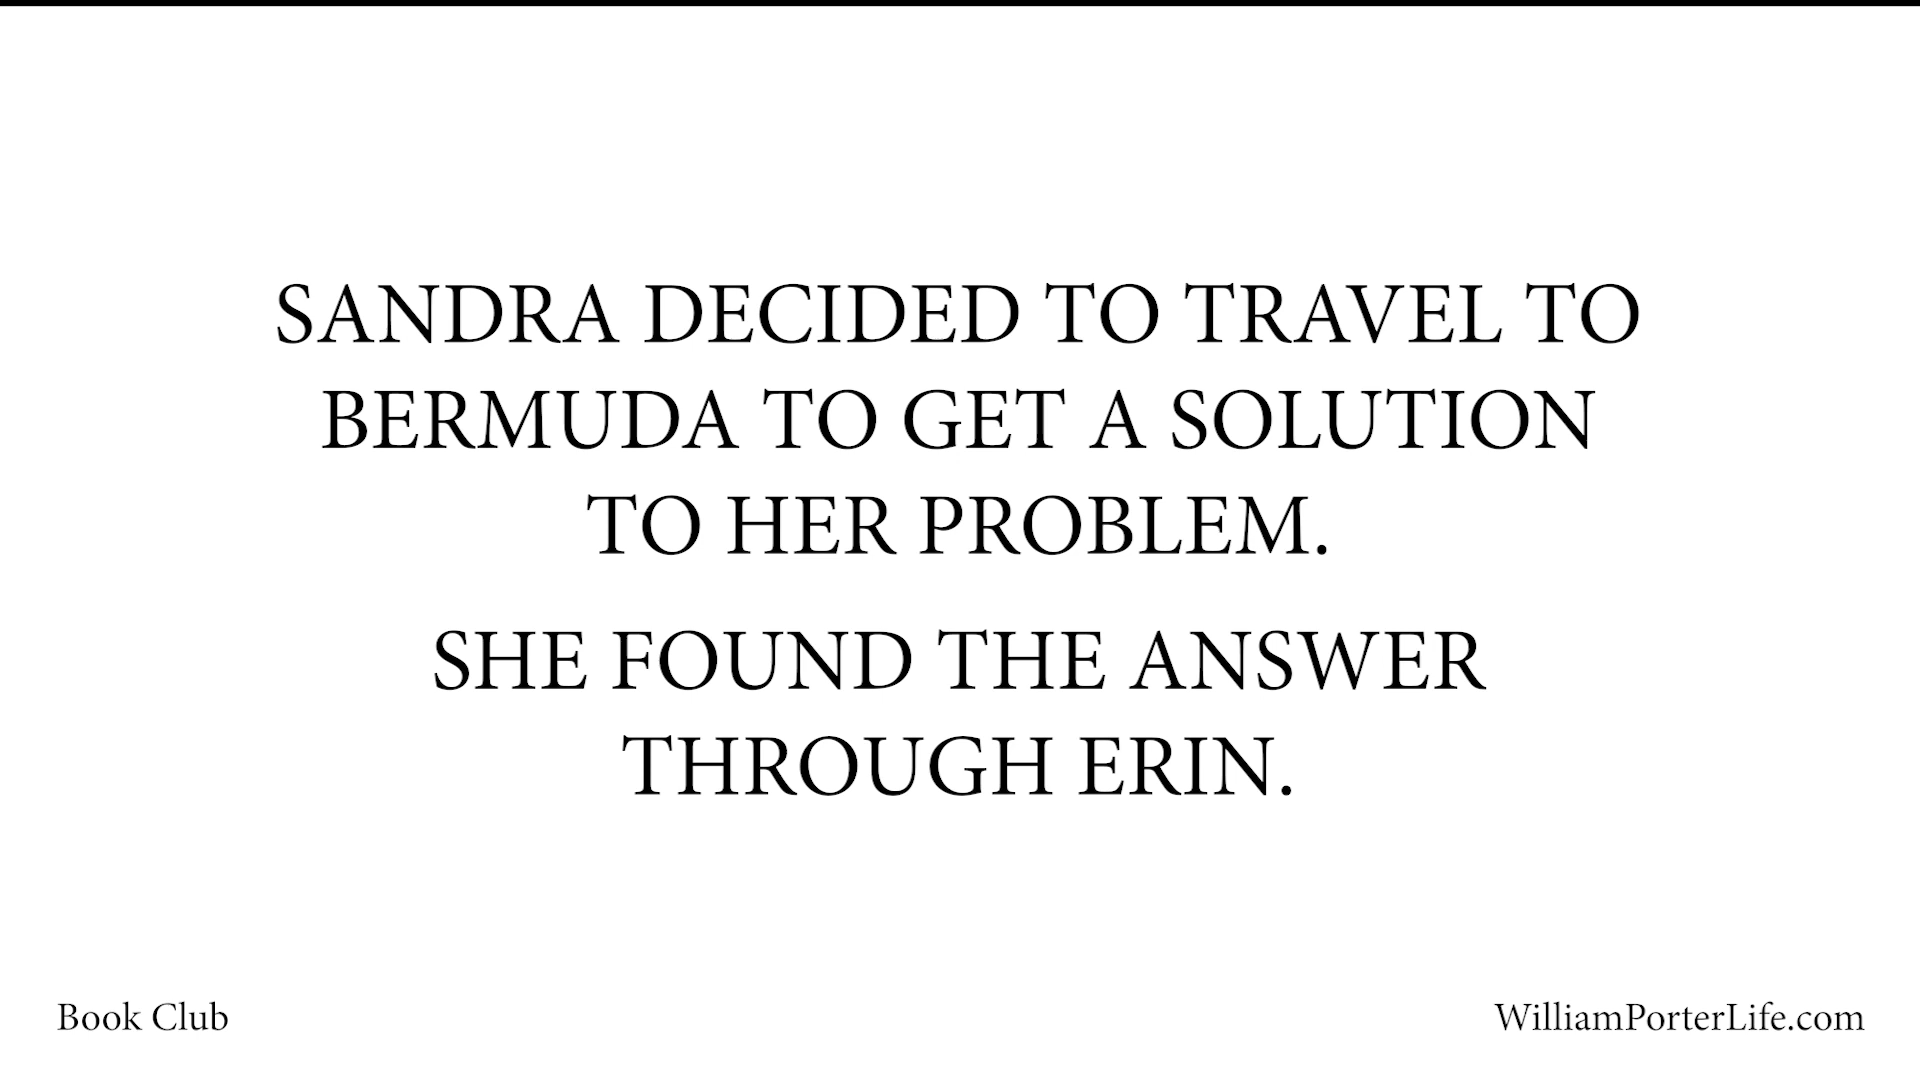 SANDRA DECIDED TO TRAVEL TO
BERMUDA TO GET A SOLUTION
TO HER PROBLEM.
SHE FOUND THE ANSWER
THROUGH ERIN.
Book Club
WilliamPorterLife.com